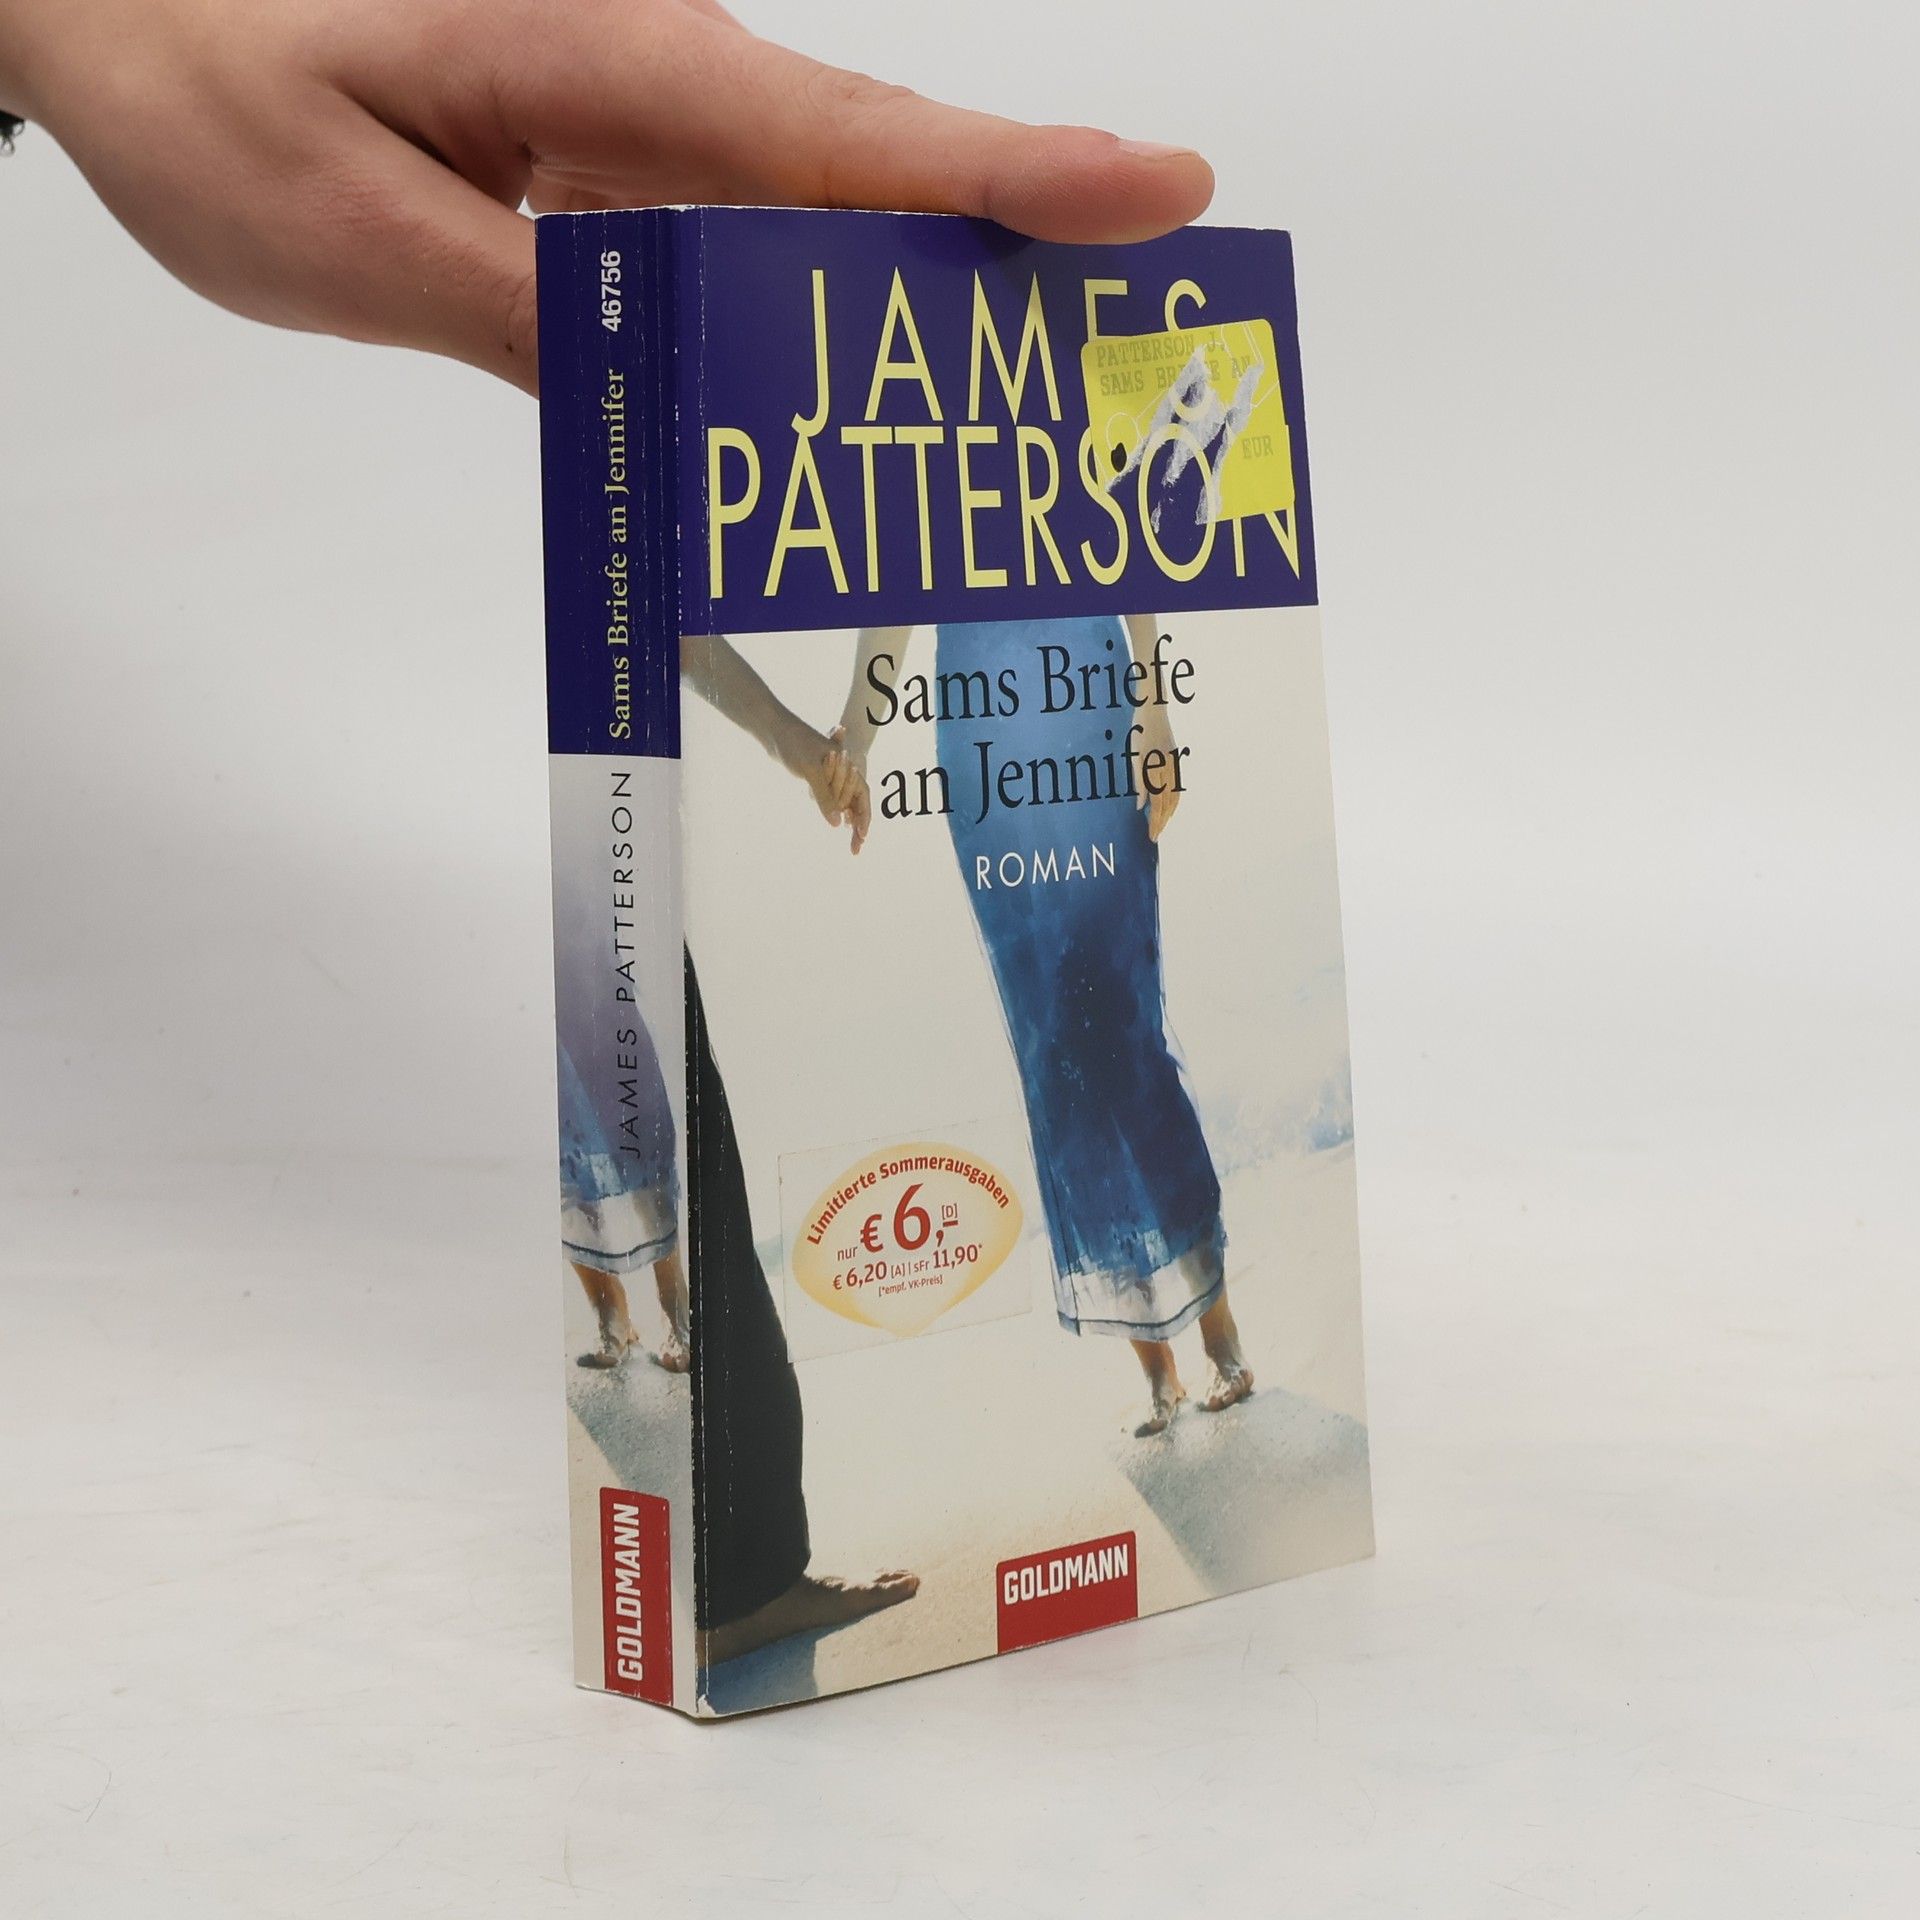 46756
Sams Briefe an Jennifer
JAMES PATTERSON
GOLDMANN
JAMES
PATTERSON
PATTERSON J.
SAMS BRIEFE AN
EUR
Sams Briefe
an Jennifer
ROMAN
Limitierte Sommerausgaben
nur € 6,– [D]
€ 6,20 [A] | sFr 11,90*
[*empf. VK-Preis]
GOLDMANN